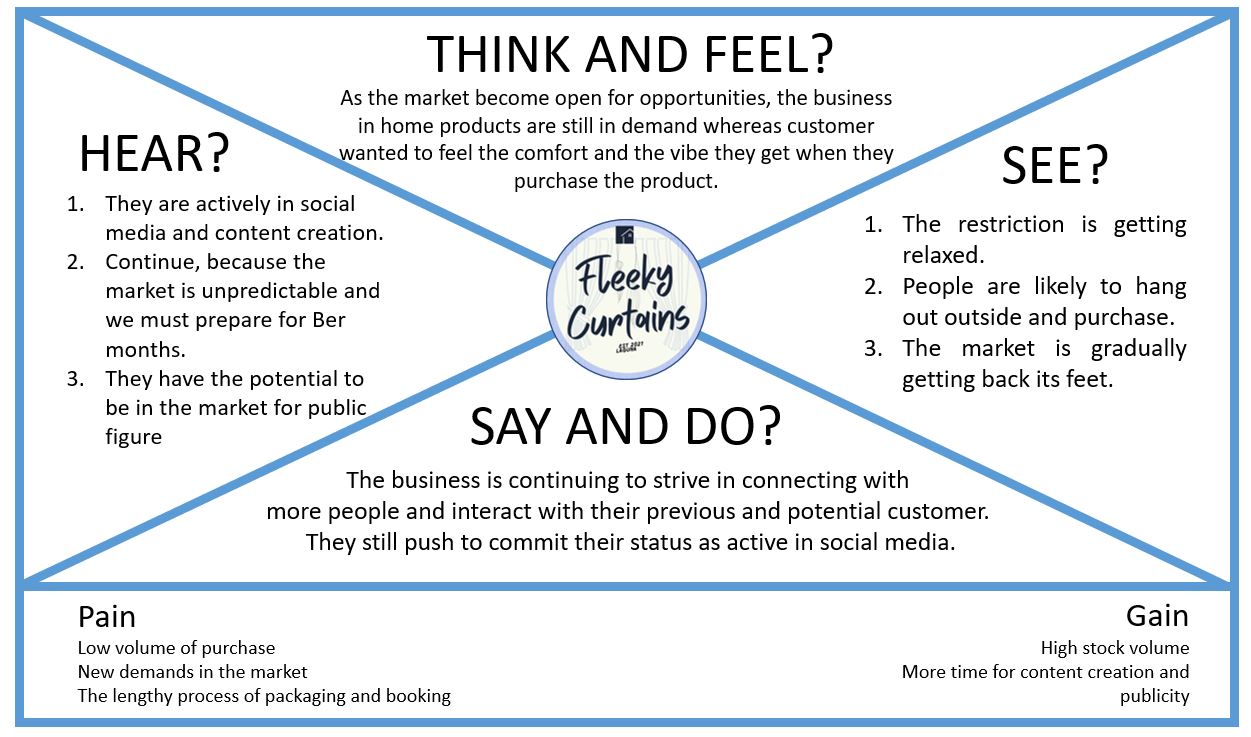 THINK AND FEEL?
As the market become open for opportunities, the business
in home products are still in demand whereas customer
wanted to feel the comfort and the vibe they get when they
purchase the product.
HEAR?
1. They are actively in social
media and content creation.
2. Continue, because the
market is unpredictable and
we must prepare for Ber
months.
3. They have the potential to
be in the market for public
figure
Fleeky
Curtains
EST 2021
LAGUNA
SEE?
1. The restriction is getting
relaxed.
2. People are likely to hang
out outside and purchase.
3. The market is gradually
getting back its feet.
SAY AND DO?
The business is continuing to strive in connecting with
more people and interact with their previous and potential customer.
They still push to commit their status as active in social media.
Pain
Low volume of purchase
New demands in the market
The lengthy process of packaging and booking
Gain
High stock volume
More time for content creation and
publicity